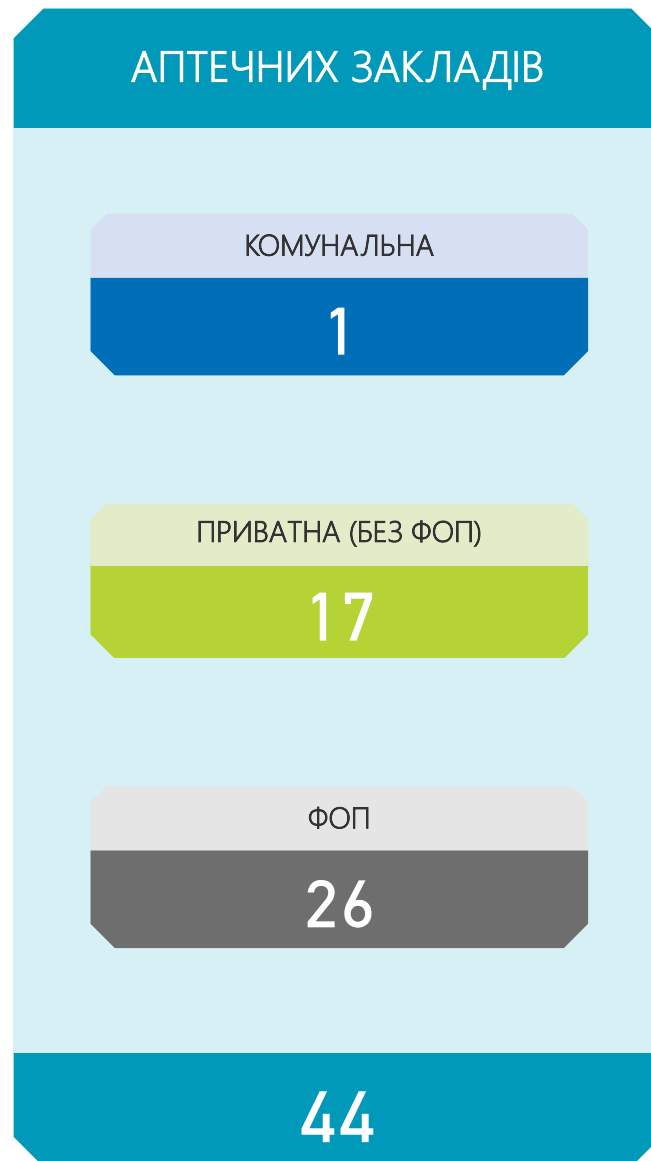 АПТЕЧНИХ ЗАКЛАДІВ
КОМУНАЛЬНА
1
ПРИВАТНА (БЕЗ ФОП)
17
ФОП
26
44